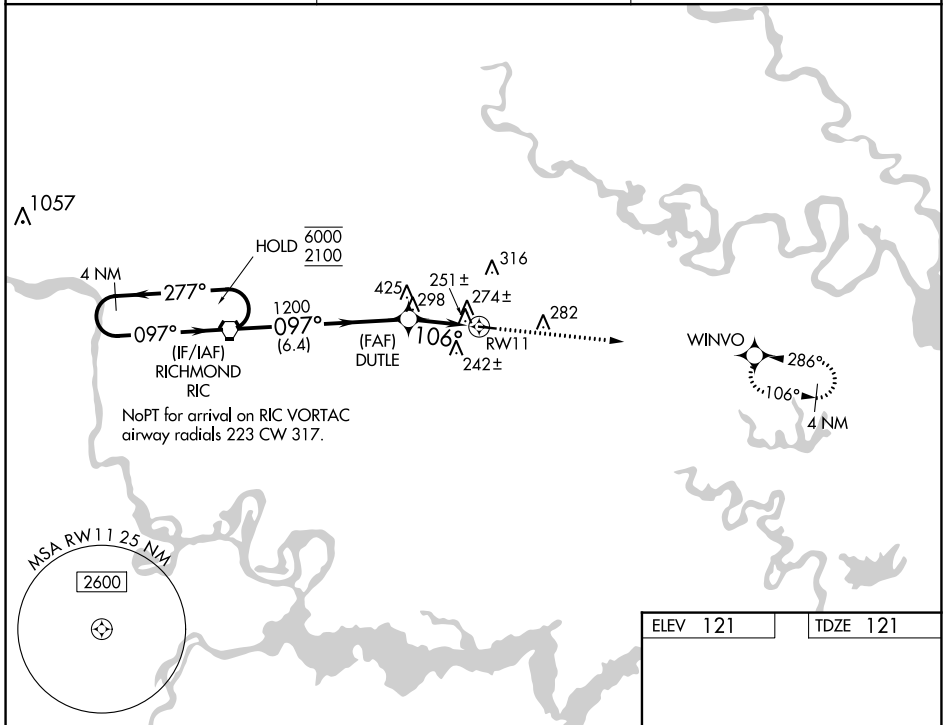 1057
HOLD 6000
2100
316
4 NM
277°
425
298
251±
274±
282
1200
097°
097°
(6.4)
106°
RW11
242±
(IF/IAF)
RICHMOND
RIC
(FAF)
DUTLE
WINVO
286°
106°
4 NM
NoPT for arrival on RIC VORTAC
airway radials 223 CW 317.
MSA RW11 25 NM
2600
ELEV 121
TDZE 121